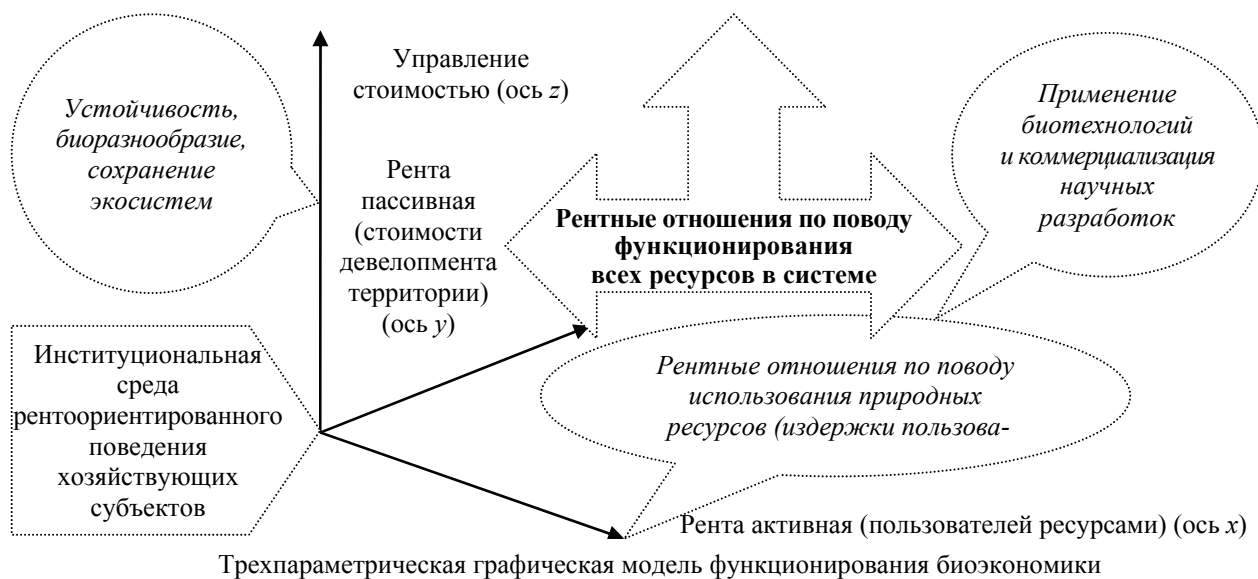 Управление
стоимостью (ось z)
Устойчивость,
биоразнообразие,
сохранение
экосистем
Применение
биотехнологий
и коммерциализация
научных
разработок
Рента
пассивная
(стоимости
девелопмента
территории)
(ось y)
Рентные отношения по поводу
функционирования
всех ресурсов в системе
Институциональная
среда
рентоориентированного
поведения
хозяйствующих
субъектов
Рентные отношения по поводу
использования природных
ресурсов (издержки пользова-
Рента активная (пользователей ресурсами) (ось x)
Трехпараметрическая графическая модель функционирования биоэкономики